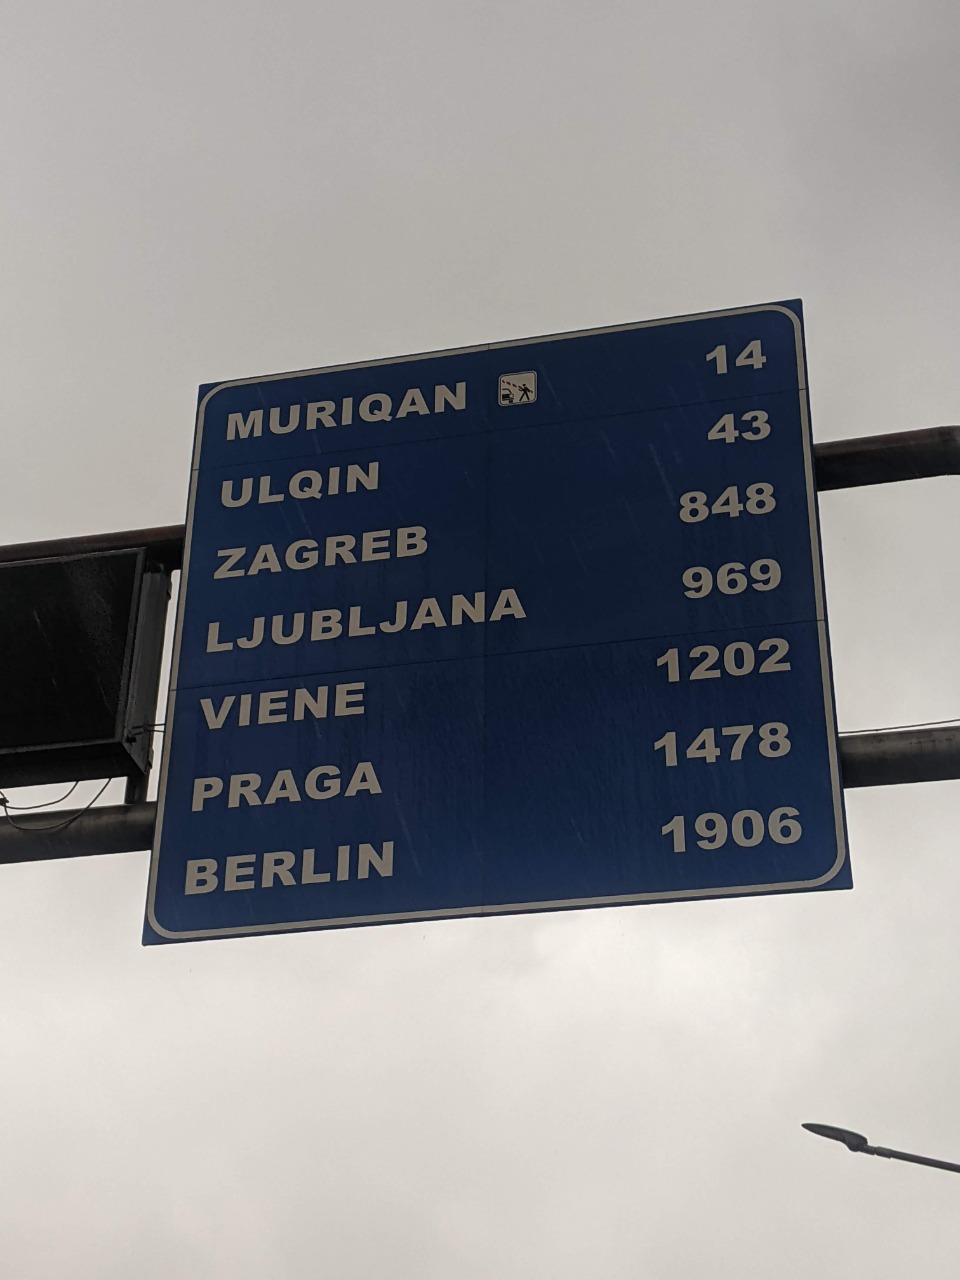 MURIQAN 14
ULQIN 43
ZAGREB 848
LJUBLJANA 969
VIENE 1202
PRAGA 1478
BERLIN 1906